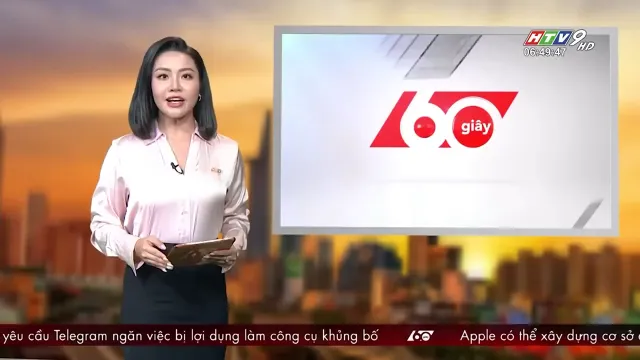 HTV9 HD
06:49:47
60 giây
yêu cầu Telegram ngăn việc bị lợi dụng làm công cụ khủng bố 60 Apple có thể xây dựng cơ sở